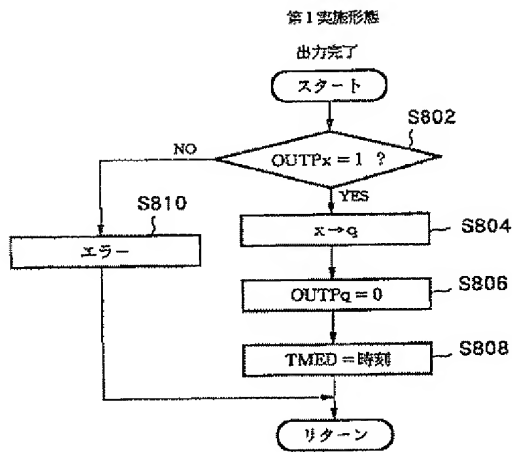 第1実施形態
出力完了
スタート
S802
OUTPx＝1 ？
NO
YES
S810
エラー
x→q
S804
OUTPq＝0
S806
TMED＝時刻
S808
リターン